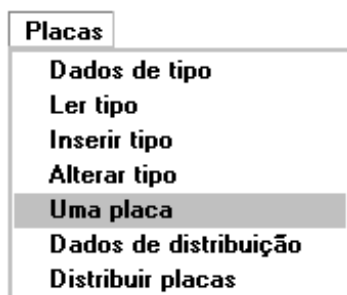 Placas
Dados de tipo
Ler tipo
Inserir tipo
Alterar tipo
Uma placa
Dados de distribuição
Distribuir placas